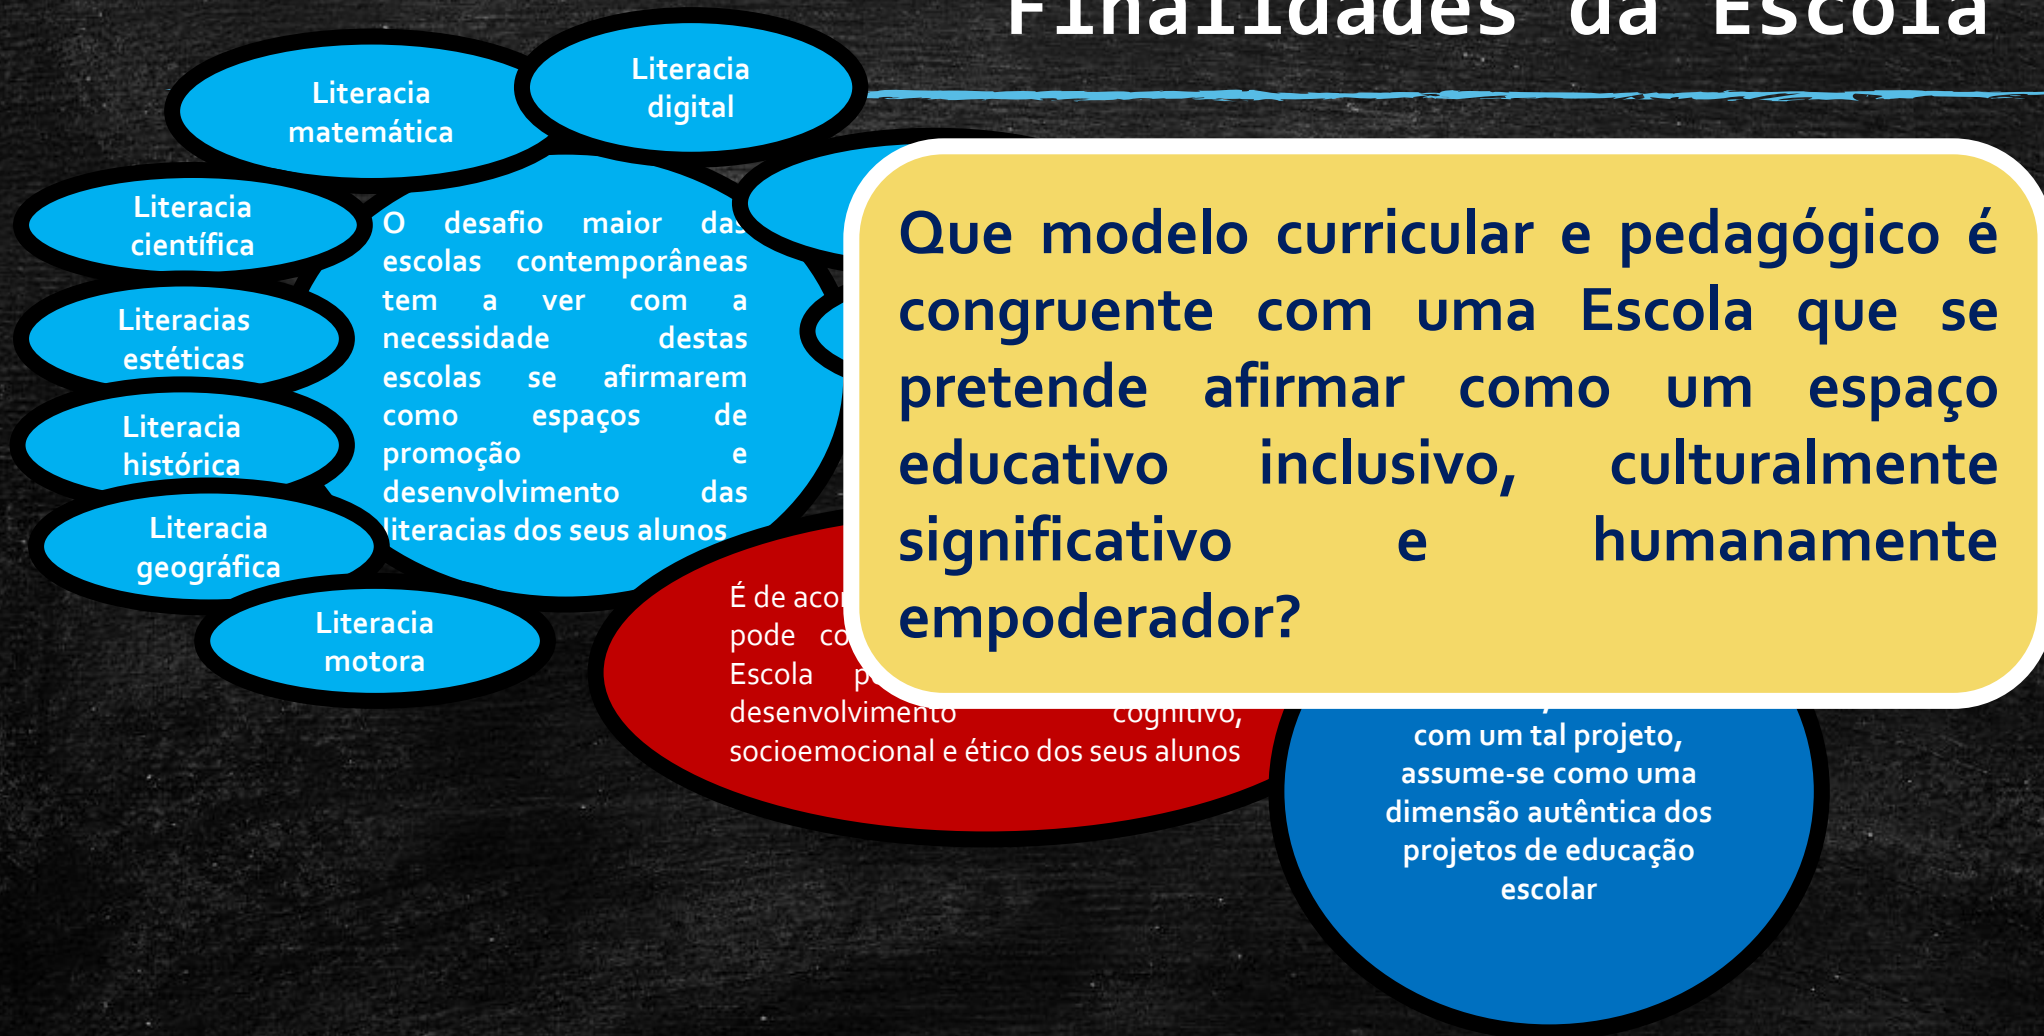 Finalidades da Escola
Literacia
digital
Literacia
matemática
Literacia
científica
Literacias
estéticas
Literacia
histórica
Literacia
geográfica
Literacia
motora
O desafio maior das
escolas contemporâneas
tem a ver com a
necessidade destas
escolas se afirmarem
como espaços de
promoção e
desenvolvimento das
literacias dos seus alunos
Que modelo curricular e pedagógico é
congruente com uma Escola que se
pretende afirmar como um espaço
educativo inclusivo, culturalmente
significativo e humanamente
empoderador?
É de
pode
Escola
desenvolvimento cognitivo,
socioemocional e ético dos seus alunos
com um tal projeto,
assume-se como uma
dimensão autêntica dos
projetos de educação
escolar